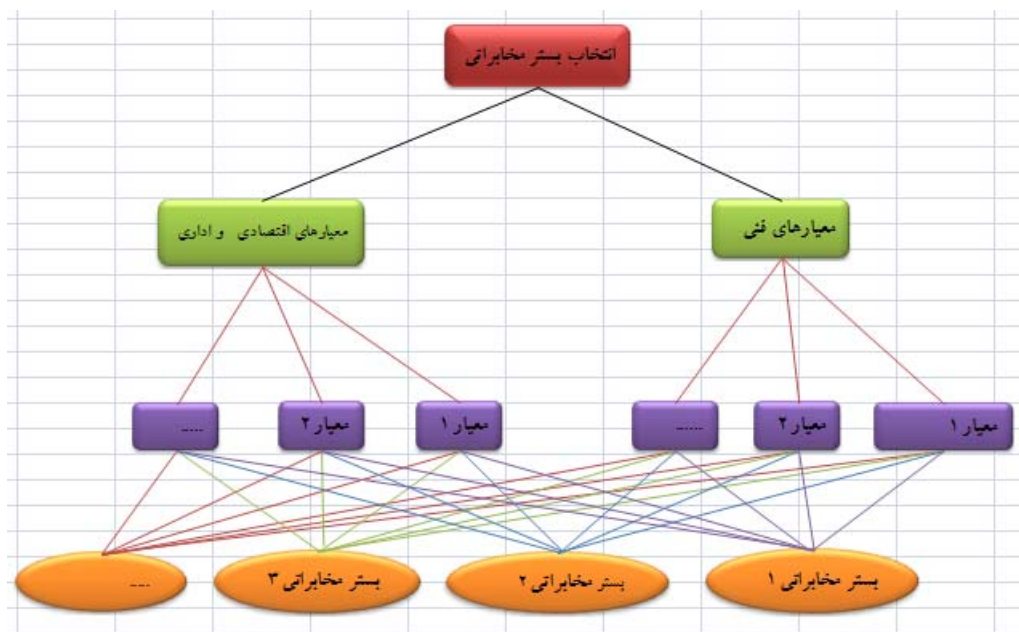 انتخاب بستر مخابراتی
معیارهای فنی
معیارهای اقتصادی و اداری
معیار ۱
معیار ۲
......
معیار ۱
معیار ۲
.....
بستر مخابراتی ۱
بستر مخابراتی ۲
بستر مخابراتی ۳
.....